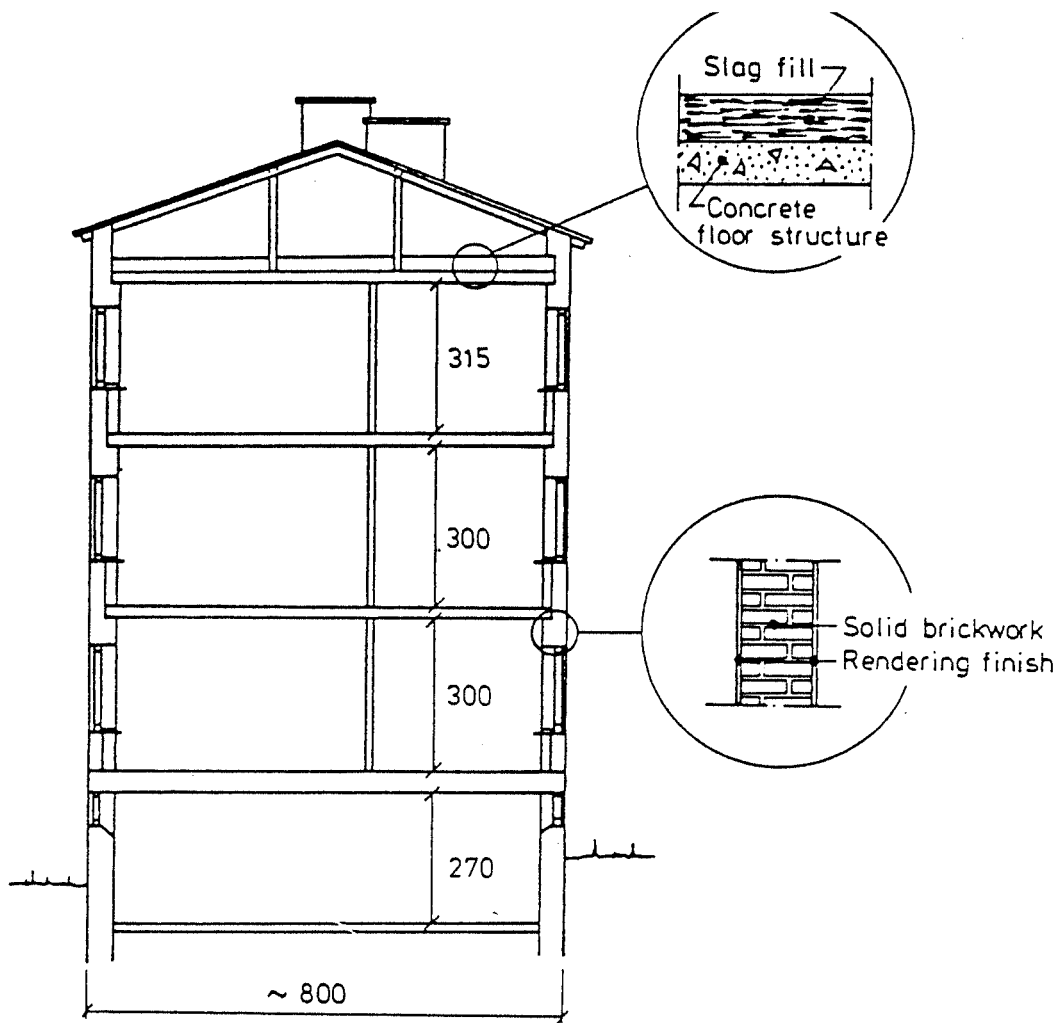 Slag fill
Concrete
floor structure
315
300
Solid brickwork
Rendering finish
300
270
~ 800